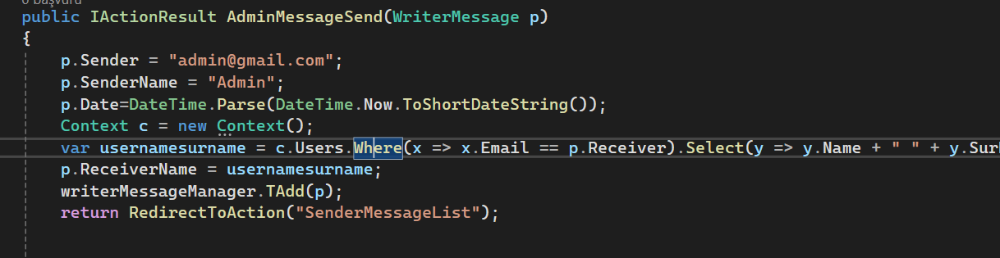 0 başvuru
public IActionResult AdminMessageSend(WriterMessage p)
{
p.Sender = "admin@gmail.com";
p.SenderName = "Admin";
p.Date=DateTime.Parse(DateTime.Now.ToShortDateString());
Context c = new Context();
var usernamesurname = c.Users.Where(x => x.Email == p.Receiver).Select(y => y.Name + " " + y.Sur
p.ReceiverName = usernamesurname;
writerMessageManager.TAdd(p);
return RedirectToAction("SenderMessageList");